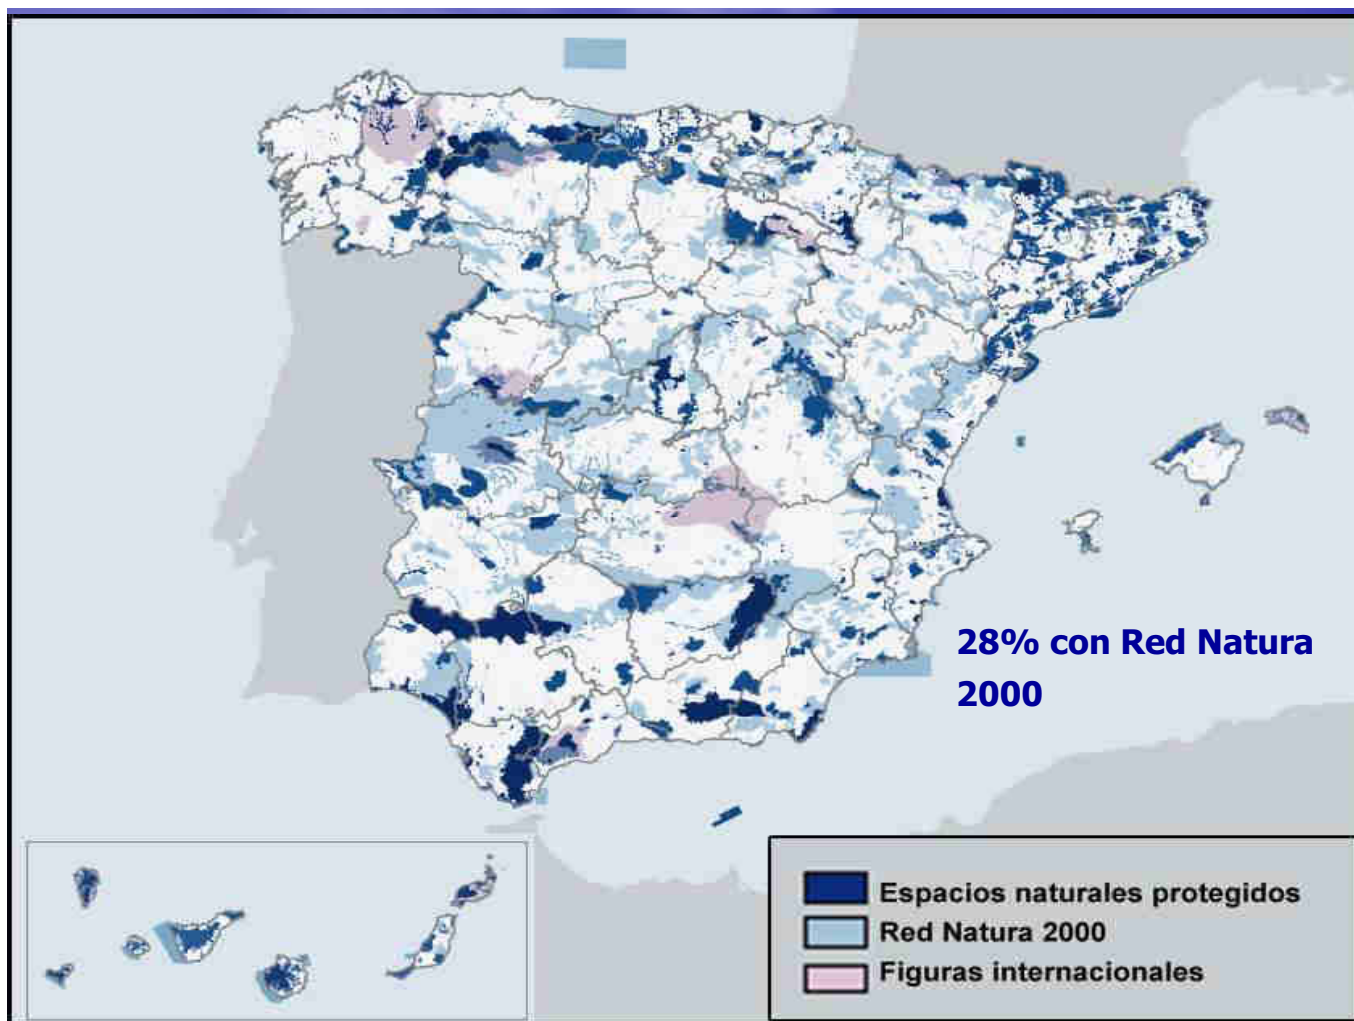 28% con Red Natura
2000
Espacios naturales protegidos
Red Natura 2000
Figuras internacionales